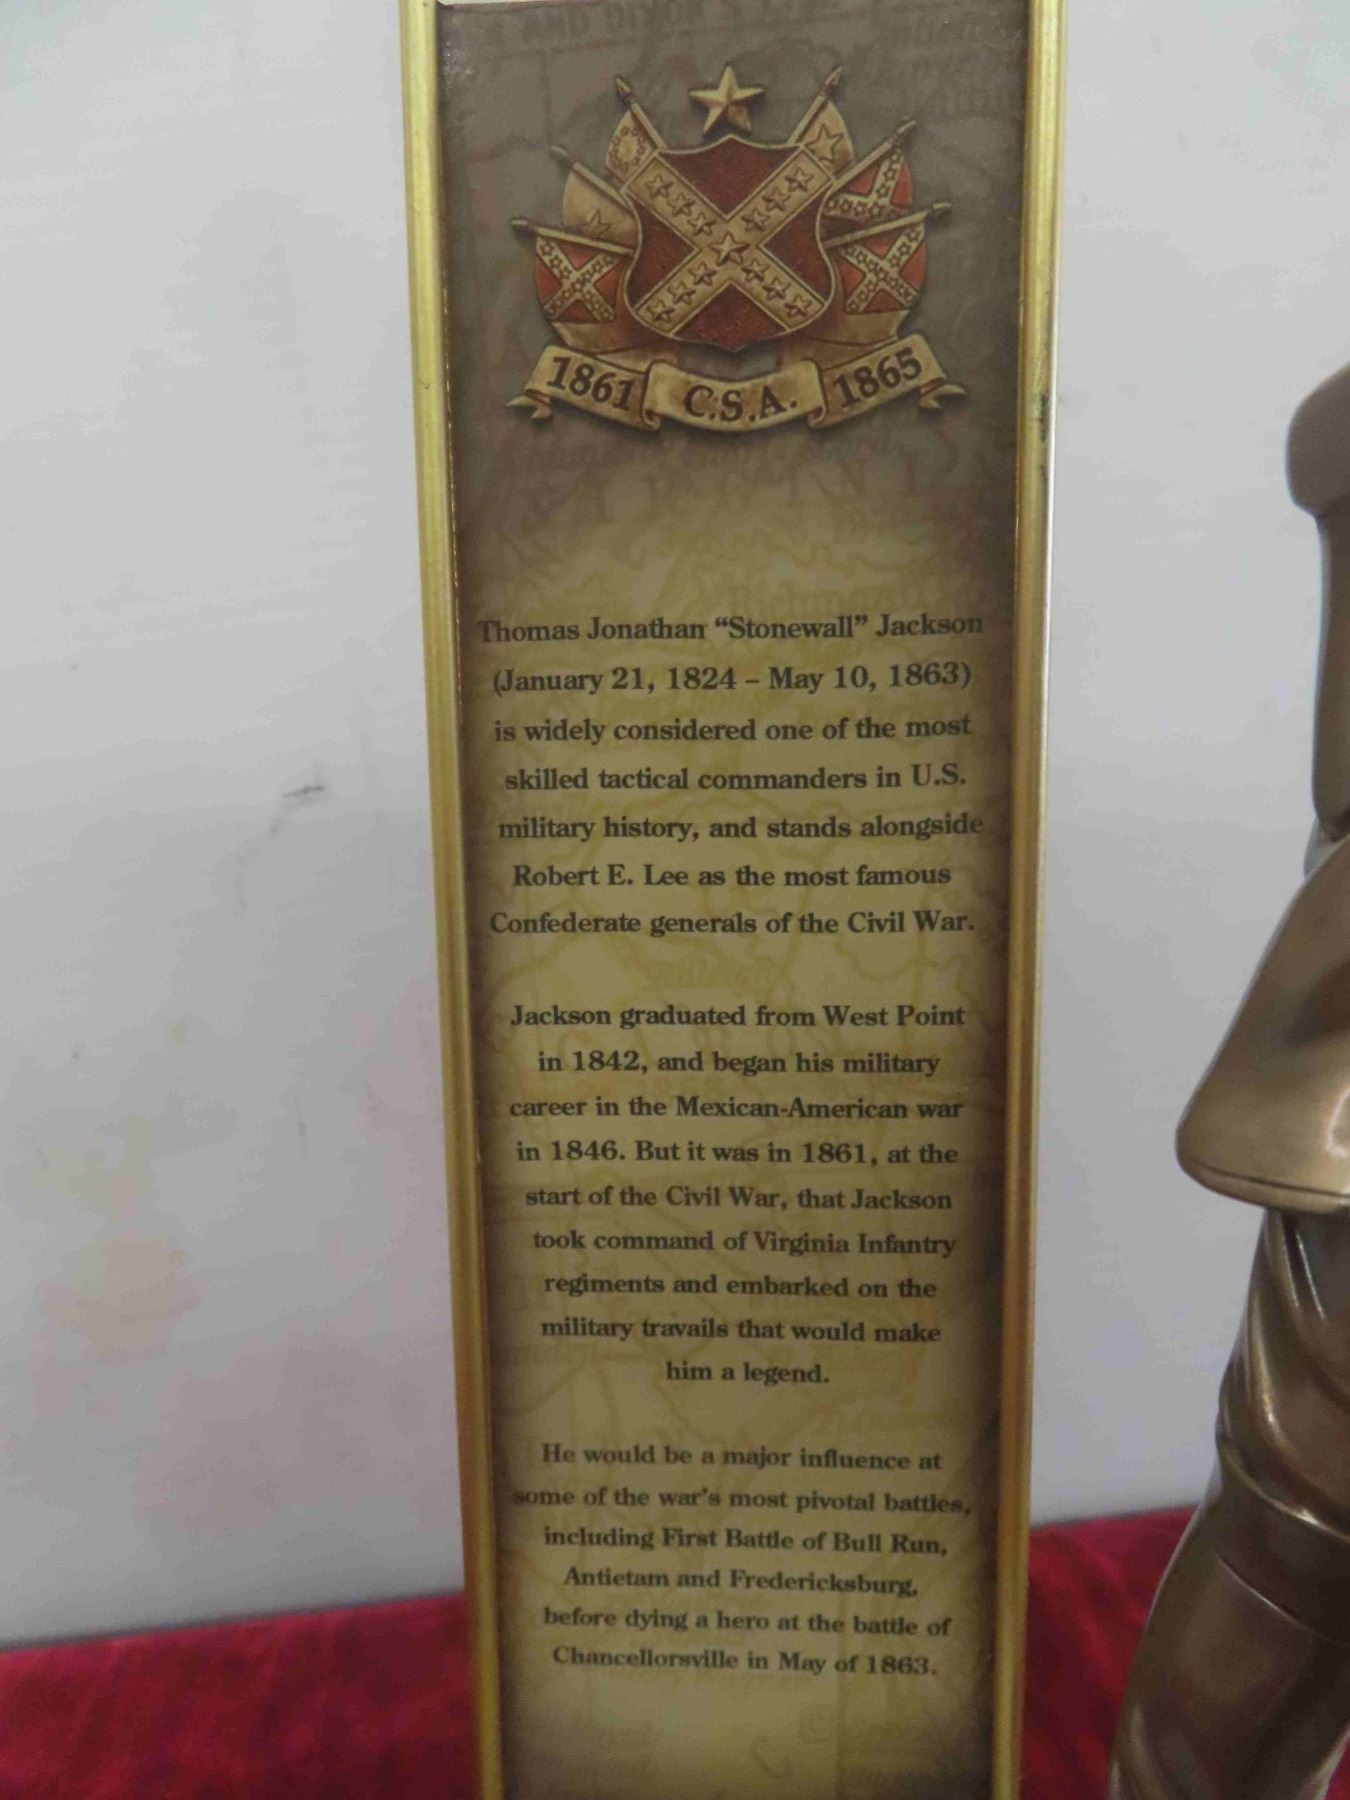 1861 C.S.A. 1865
Thomas Jonathan “Stonewall” Jackson
(January 21, 1824 – May 10, 1863)
is widely considered one of the most
skilled tactical commanders in U.S.
military history, and stands alongside
Robert E. Lee as the most famous
Confederate generals of the Civil War.
Jackson graduated from West Point
in 1842, and began his military
career in the Mexican-American war
in 1846. But it was in 1861, at the
start of the Civil War, that Jackson
took command of Virginia Infantry
regiments and embarked on the
military travails that would make
him a legend.
He would be a major influence at
some of the war’s most pivotal battles,
including First Battle of Bull Run,
Antietam and Fredericksburg,
before dying a hero at the battle of
Chancellorsville in May of 1863.